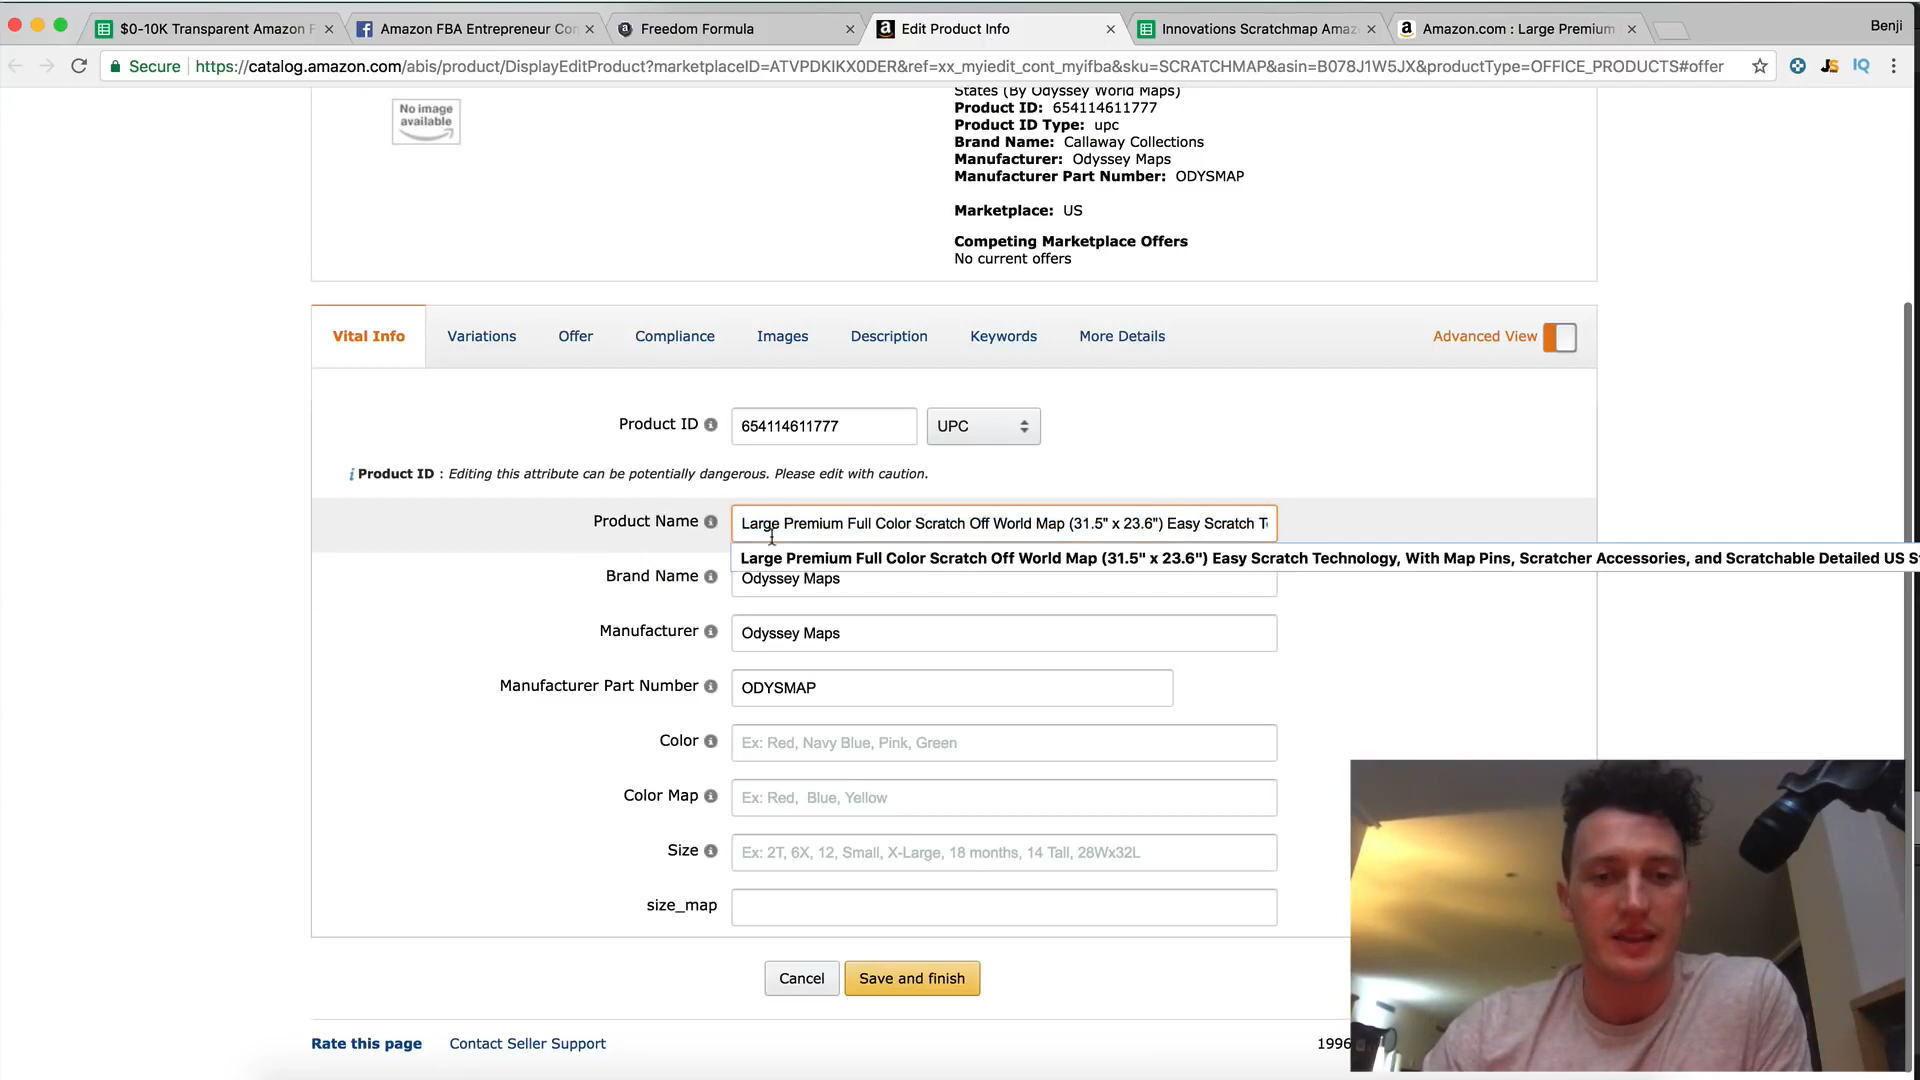 $0-10K Transparent Amazon F
Amazon FBA Entrepreneur Con
Freedom Formula
Edit Product Info
Innovations Scratchmap Amaz
Amazon.com : Large Premium
Benji
Secure
https://catalog.amazon.com/abis/product/DisplayEditProduct?marketplaceID=ATVPDKIKX0DER&ref=xx_myiedit_cont_myifba&sku=SCRATCHMAP&asin=B078J1W5JX&productType=OFFICE_PRODUCTS#offer
JS
IQ
No image
available
States (By Odyssey World Maps)
Product ID: 654114611777
Product ID Type: upc
Brand Name: Callaway Collections
Manufacturer: Odyssey Maps
Manufacturer Part Number: ODYSMAP
Marketplace: US
Competing Marketplace Offers
No current offers
Vital Info
Variations
Offer
Compliance
Images
Description
Keywords
More Details
Advanced View
Product ID
654114611777
UPC
Product ID : Editing this attribute can be potentially dangerous. Please edit with caution.
Product Name
Large Premium Full Color Scratch Off World Map (31.5" x 23.6") Easy Scratch T
Large Premium Full Color Scratch Off World Map (31.5" x 23.6") Easy Scratch Technology, With Map Pins, Scratcher Accessories, and Scratchable Detailed US St
Brand Name
Odyssey Maps
Manufacturer
Odyssey Maps
Manufacturer Part Number
ODYSMAP
Color
Ex: Red, Navy Blue, Pink, Green
Color Map
Ex: Red, Blue, Yellow
Size
Ex: 2T, 6X, 12, Small, X-Large, 18 months, 14 Tall, 28Wx32L
size_map
Cancel
Save and finish
Rate this page
Contact Seller Support
1996